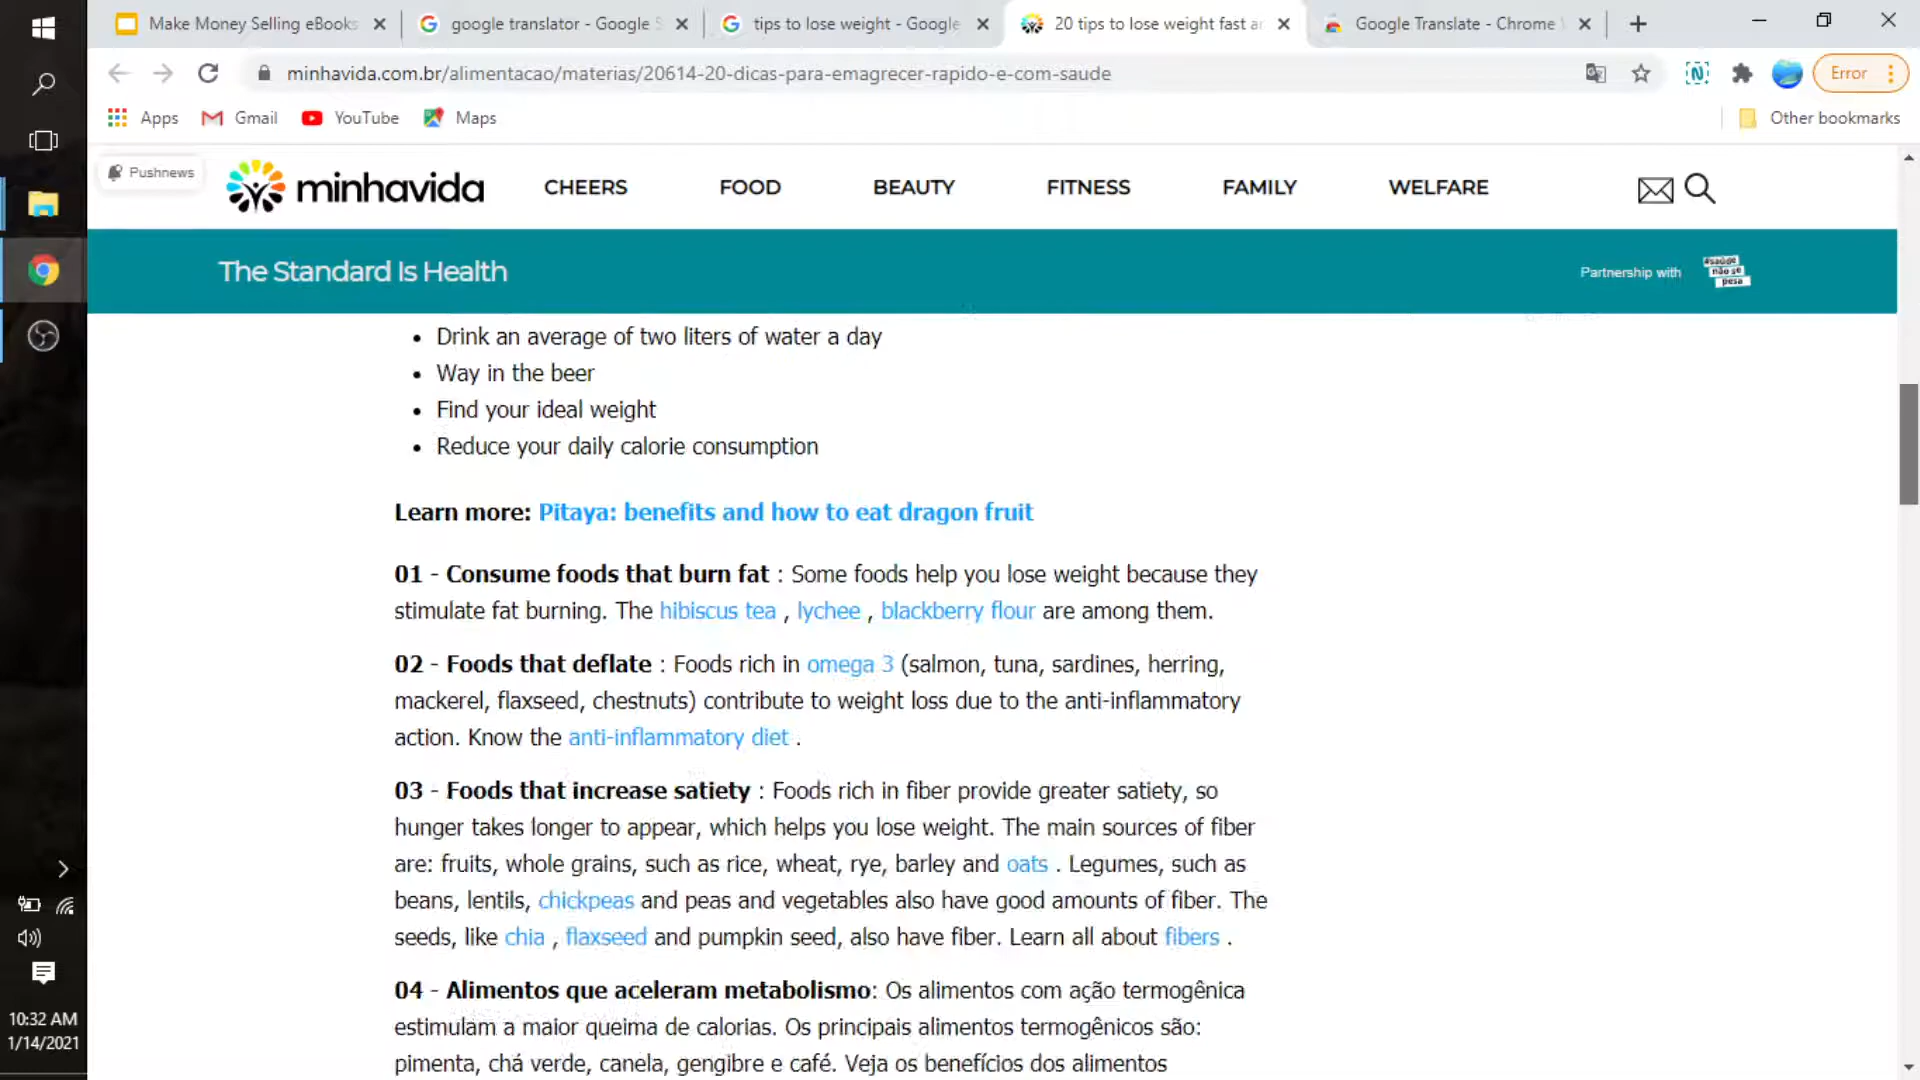 Make Money Selling eBooks
google translator - Google S
tips to lose weight - Google
20 tips to lose weight fast an
Google Translate - Chrome
minhavida.com.br/alimentacao/materias/20614-20-dicas-para-emagrecer-rapido-e-com-saude
Error
Apps
Gmail
YouTube
Maps
Other bookmarks
Pushnews
minhavida
CHEERS
FOOD
BEAUTY
FITNESS
FAMILY
WELFARE
The Standard Is Health
Partnership with
#saúde
não se
pesa
• Drink an average of two liters of water a day
• Way in the beer
• Find your ideal weight
• Reduce your daily calorie consumption
Learn more: Pitaya: benefits and how to eat dragon fruit
01 - Consume foods that burn fat : Some foods help you lose weight because they
stimulate fat burning. The hibiscus tea , lychee , blackberry flour are among them.
02 - Foods that deflate : Foods rich in omega 3 (salmon, tuna, sardines, herring,
mackerel, flaxseed, chestnuts) contribute to weight loss due to the anti-inflammatory
action. Know the anti-inflammatory diet .
03 - Foods that increase satiety : Foods rich in fiber provide greater satiety, so
hunger takes longer to appear, which helps you lose weight. The main sources of fiber
are: fruits, whole grains, such as rice, wheat, rye, barley and oats . Legumes, such as
beans, lentils, chickpeas and peas and vegetables also have good amounts of fiber. The
seeds, like chia , flaxseed and pumpkin seed, also have fiber. Learn all about fibers .
04 - Alimentos que aceleram metabolismo: Os alimentos com ação termogênica
estimulam a maior queima de calorias. Os principais alimentos termogênicos são:
pimenta, chá verde, canela, gengibre e café. Veja os benefícios dos alimentos
10:32 AM
1/14/2021